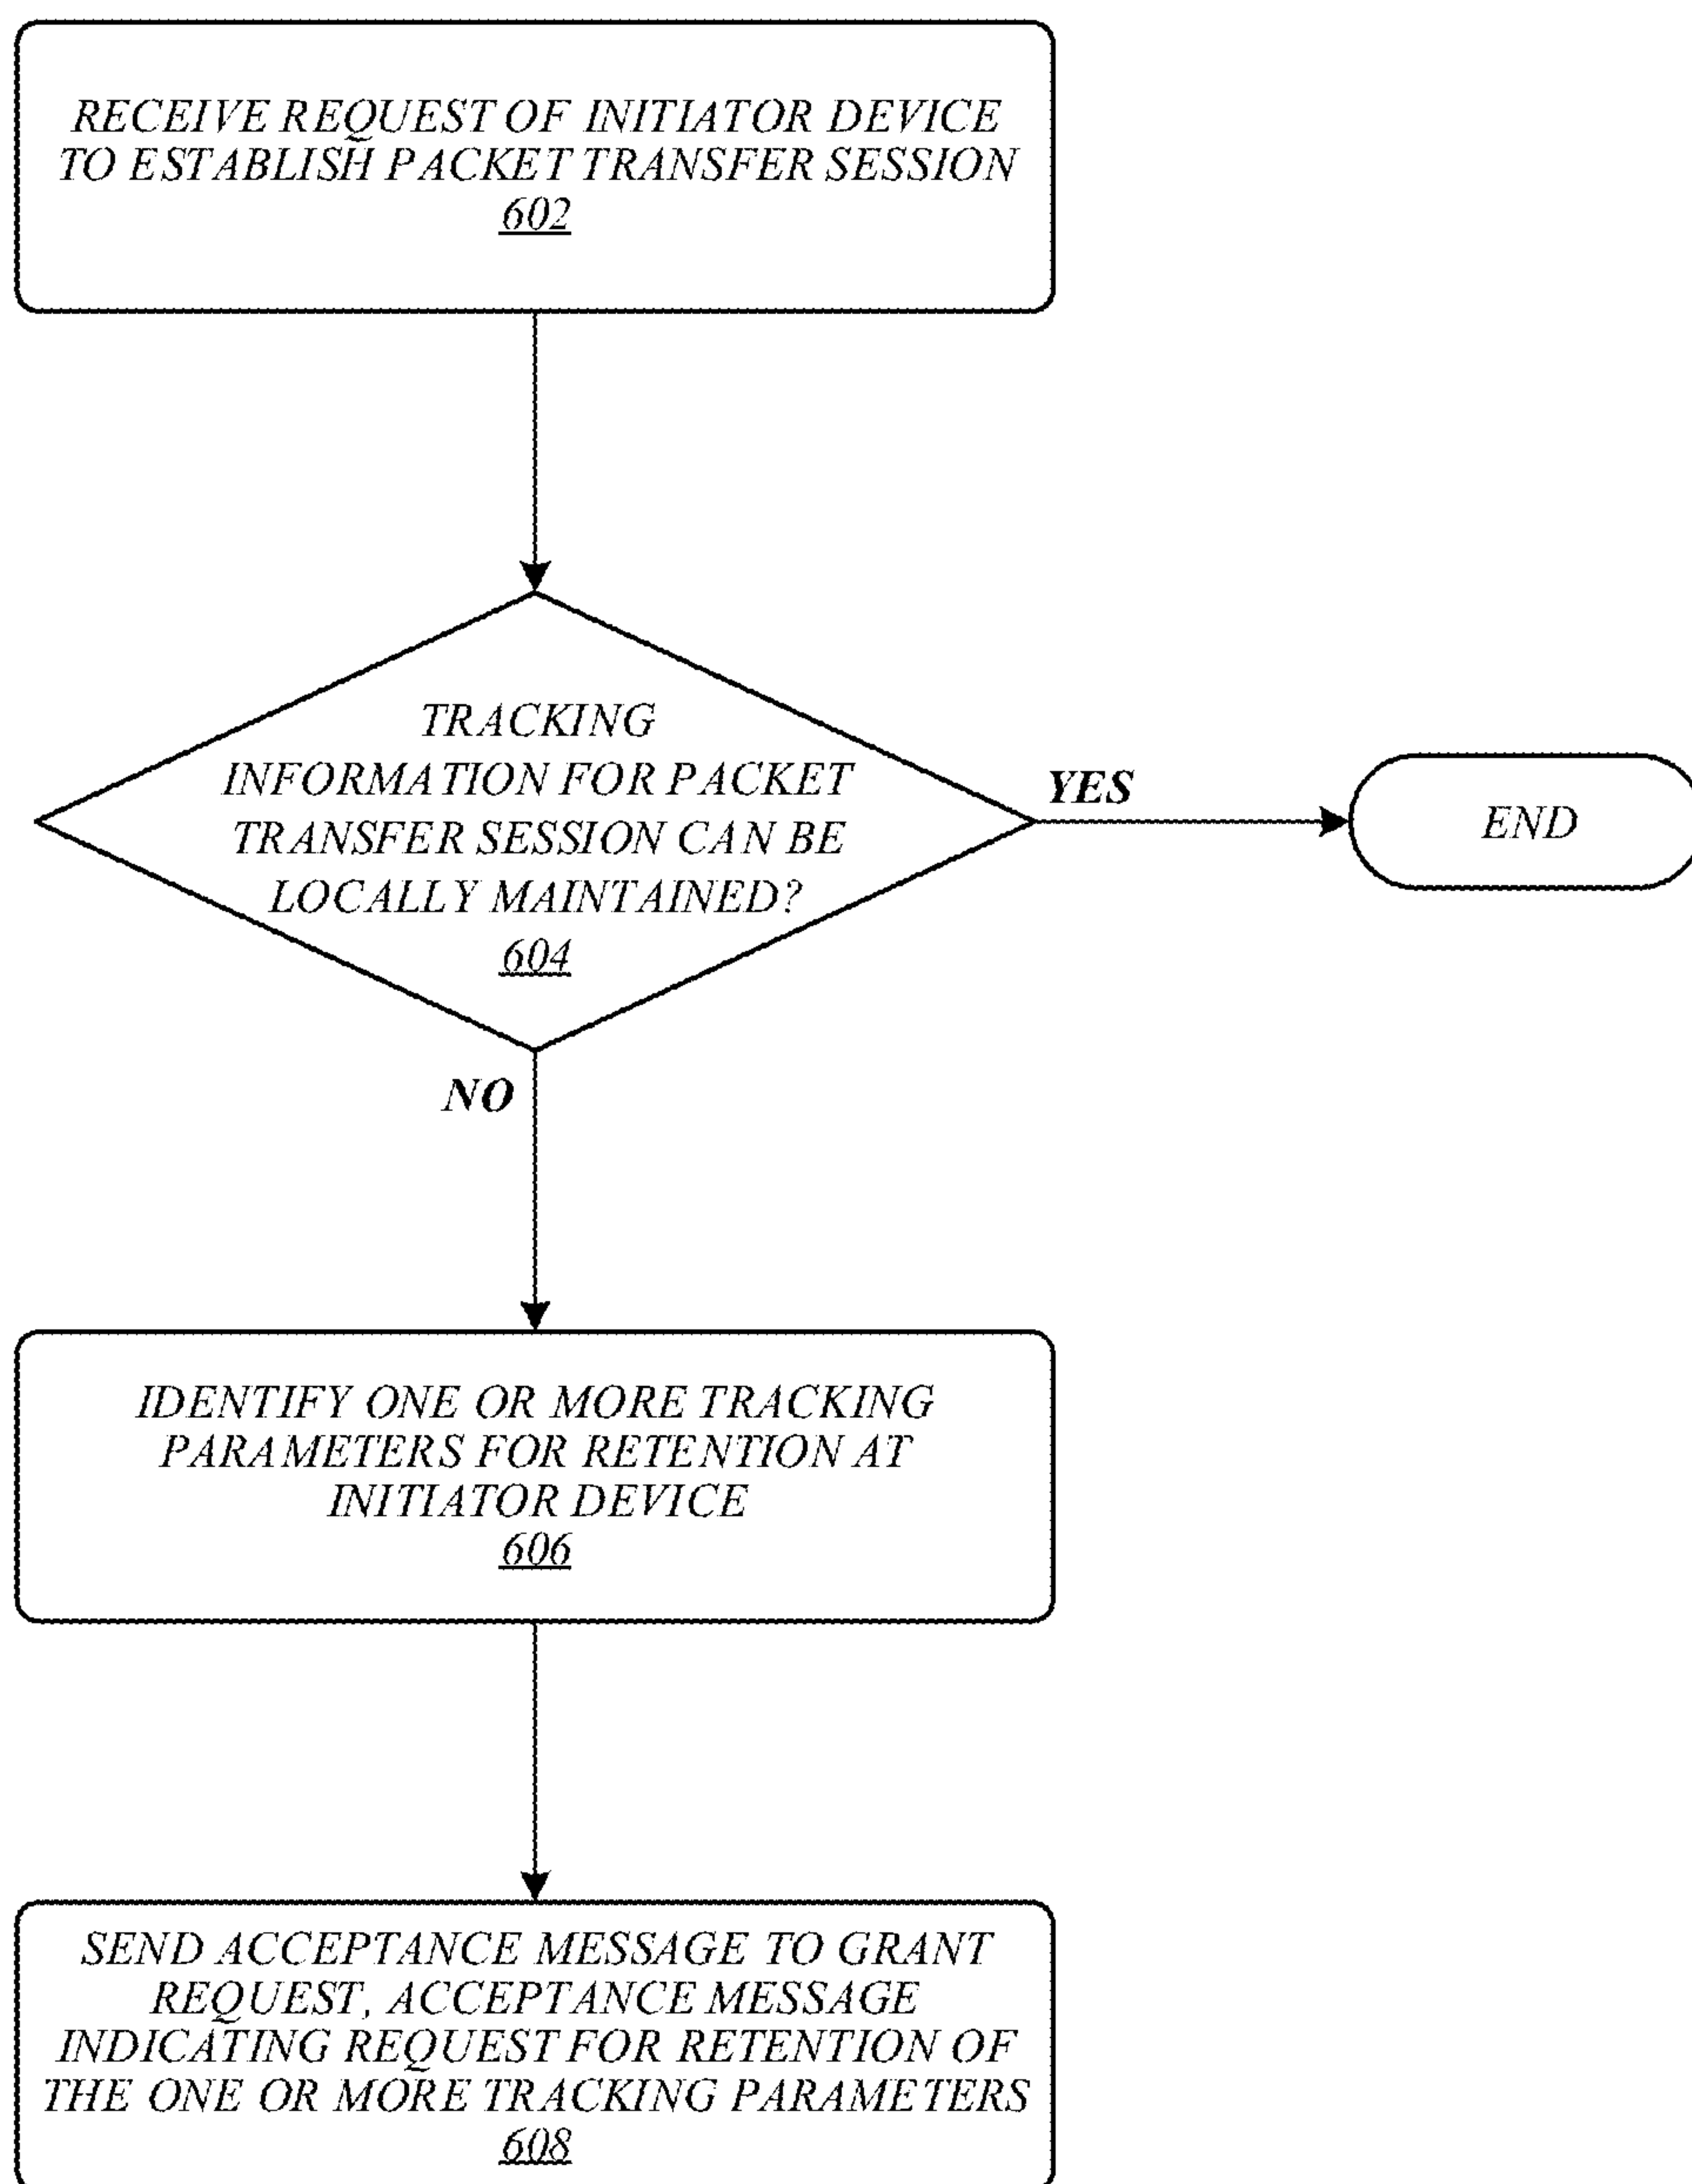 RECEIVE REQUEST OF INITIATOR DEVICE
TO ESTABLISH PACKET TRANSFER SESSION
602
TRACKING
INFORMATION FOR PACKET
TRANSFER SESSION CAN BE
LOCALLY MAINTAINED?
604
YES
END
NO
IDENTIFY ONE OR MORE TRACKING
PARAMETERS FOR RETENTION AT
INITIATOR DEVICE
606
SEND ACCEPTANCE MESSAGE TO GRANT
REQUEST, ACCEPTANCE MESSAGE
INDICATING REQUEST FOR RETENTION OF
THE ONE OR MORE TRACKING PARAMETERS
608